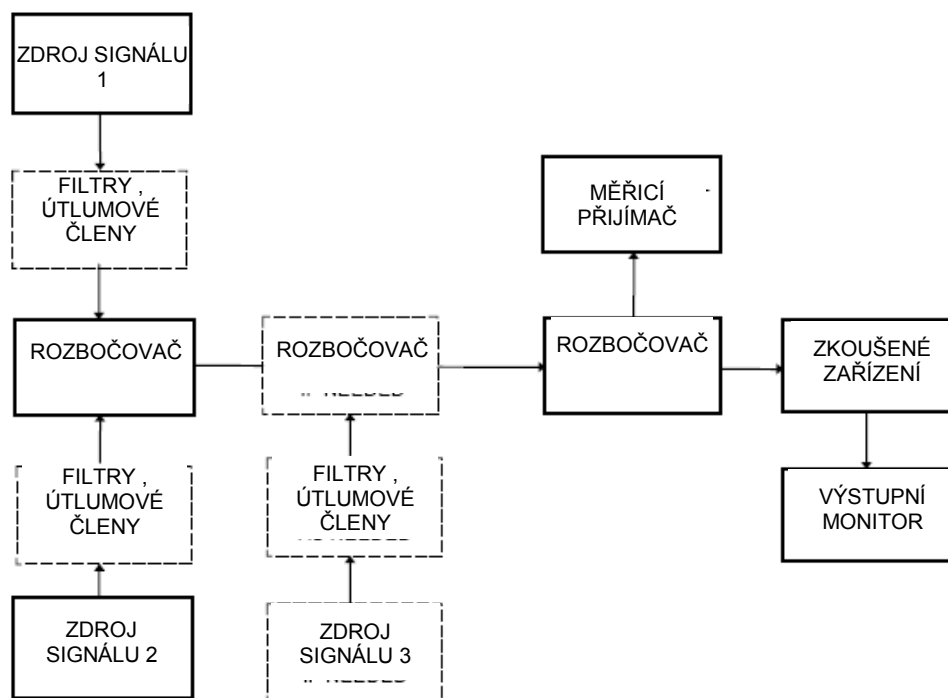 ZDROJ SIGNÁLU
1
FILTRY ,
ÚTLUMOVÉ
ČLENY
MĚŘICÍ
PŘIJÍMAČ
ROZBOČOVAČ
ROZBOČOVAČ
ROZBOČOVAČ
ZKOUŠENÉ
ZAŘÍZENÍ
FILTRY ,
ÚTLUMOVÉ
ČLENY
FILTRY ,
ÚTLUMOVÉ
ČLENY
VÝSTUPNÍ
MONITOR
ZDROJ
SIGNÁLU 2
ZDROJ
SIGNÁLU 3